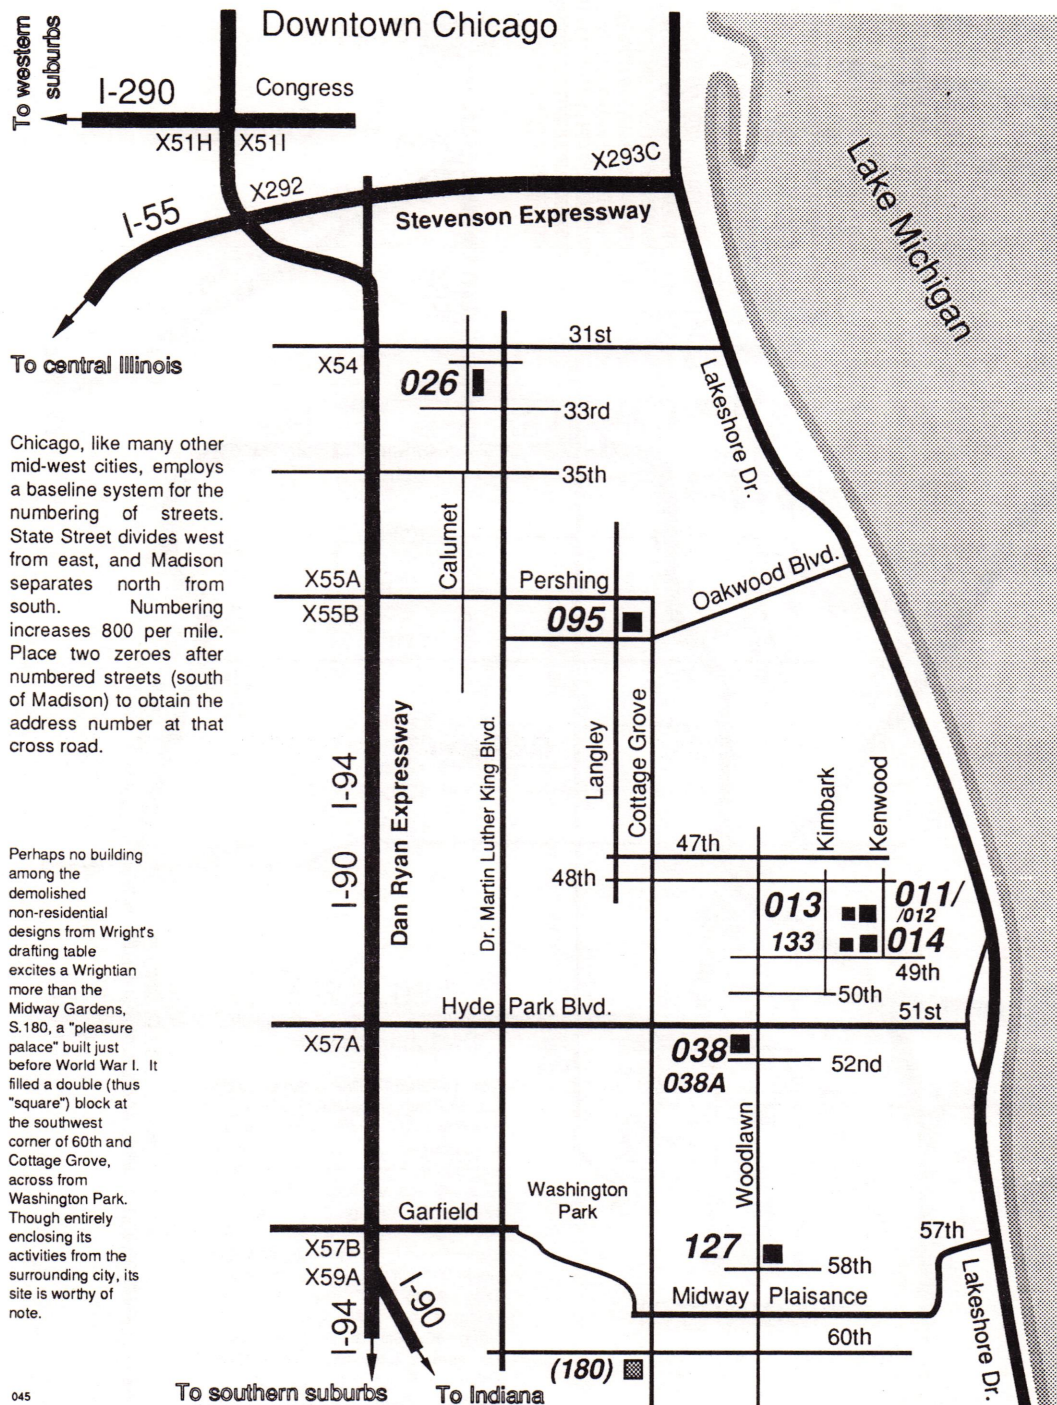 Downtown Chicago
To western
suburbs
I-290
Congress
X51H
X51I
X293C
X292
I-55
Stevenson Expressway
Lake Michigan
To central Illinois
31st
X54
026
33rd
Lakeshore Dr.
35th
Chicago, like many other
mid-west cities, employs
a baseline system for the
numbering of streets.
State Street divides west
from east, and Madison
separates north from
south. Numbering
increases 800 per mile.
Place two zeroes after
numbered streets (south
of Madison) to obtain the
address number at that
cross road.
Calumet
X55A
Pershing
Oakwood Blvd.
X55B
095
I-94
I-90
Dan Ryan Expressway
Dr. Martin Luther King Blvd.
Langley
Cottage Grove
Kimbark
Kenwood
47th
48th
013
011/
/012
133
014
49th
50th
Hyde Park Blvd.
51st
X57A
038
52nd
038A
Woodlawn
Perhaps no building
among the
demolished
non-residential
designs from Wright's
drafting table
excites a Wrightian
more than the
Midway Gardens,
S.180, a "pleasure
palace" built just
before World War I. It
filled a double (thus
"square") block at
the southwest
corner of 60th and
Cottage Grove,
across from
Washington Park.
Though entirely
enclosing its
activities from the
surrounding city, its
site is worthy of
note.
Washington
Park
Garfield
57th
X57B
127
58th
X59A
I-90
I-94
Midway Plaisance
Lakeshore Dr.
60th
(180)
To southern suburbs
To Indiana
045